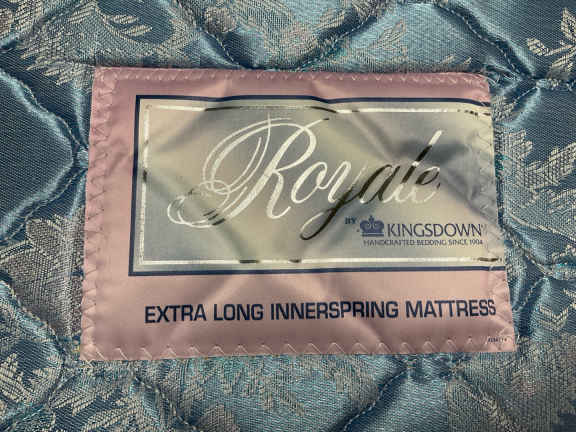 Royale
BY KINGSDOWN
HANDCRAFTED BEDDING SINCE 1904
EXTRA LONG INNERSPRING MATTRESS